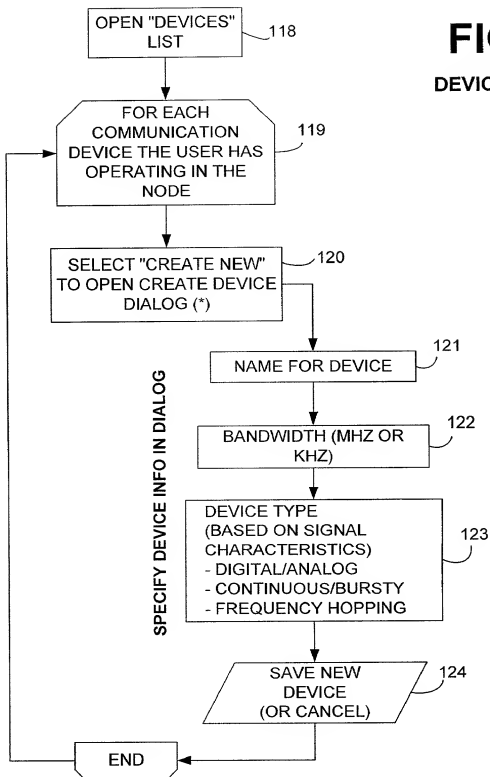 OPEN "DEVICES"
LIST
118
FOR EACH
COMMUNICATION
DEVICE THE USER HAS
OPERATING IN THE
NODE
119
SELECT "CREATE NEW"
TO OPEN CREATE DEVICE
DIALOG (*)
120
SPECIFY DEVICE INFO IN DIALOG
NAME FOR DEVICE
121
BANDWIDTH (MHZ OR
KHZ)
122
DEVICE TYPE
(BASED ON SIGNAL
CHARACTERISTICS)
- DIGITAL/ANALOG
- CONTINUOUS/BURSTY
- FREQUENCY HOPPING
123
SAVE NEW
DEVICE
(OR CANCEL)
124
END